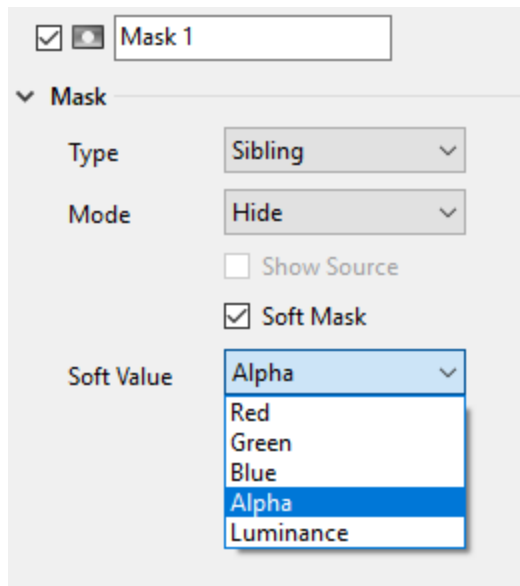 Mask 1
Mask
Type Sibling
Mode Hide
Show Source
Soft Mask
Soft Value Alpha
Red
Green
Blue
Alpha
Luminance